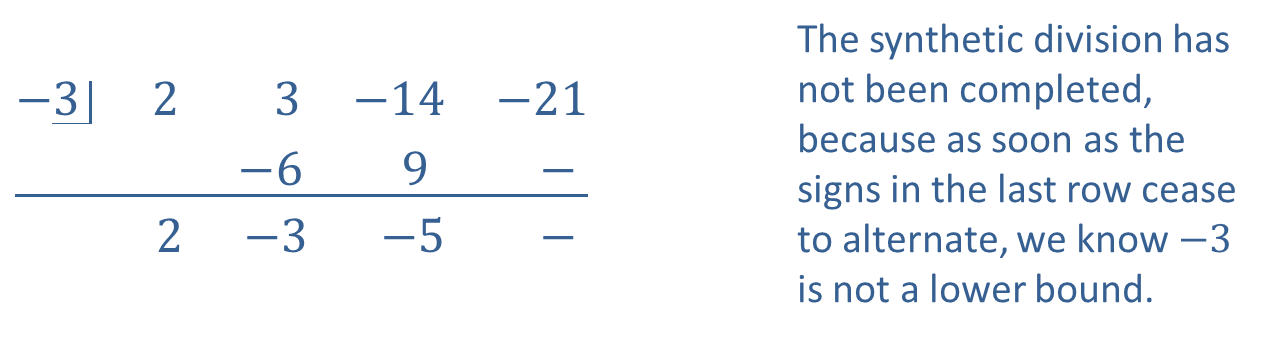 −3| 2 3 −14 −21
−6 9 −
2 −3 −5 −
The synthetic division has
not been completed,
because as soon as the
signs in the last row cease
to alternate, we know −3
is not a lower bound.